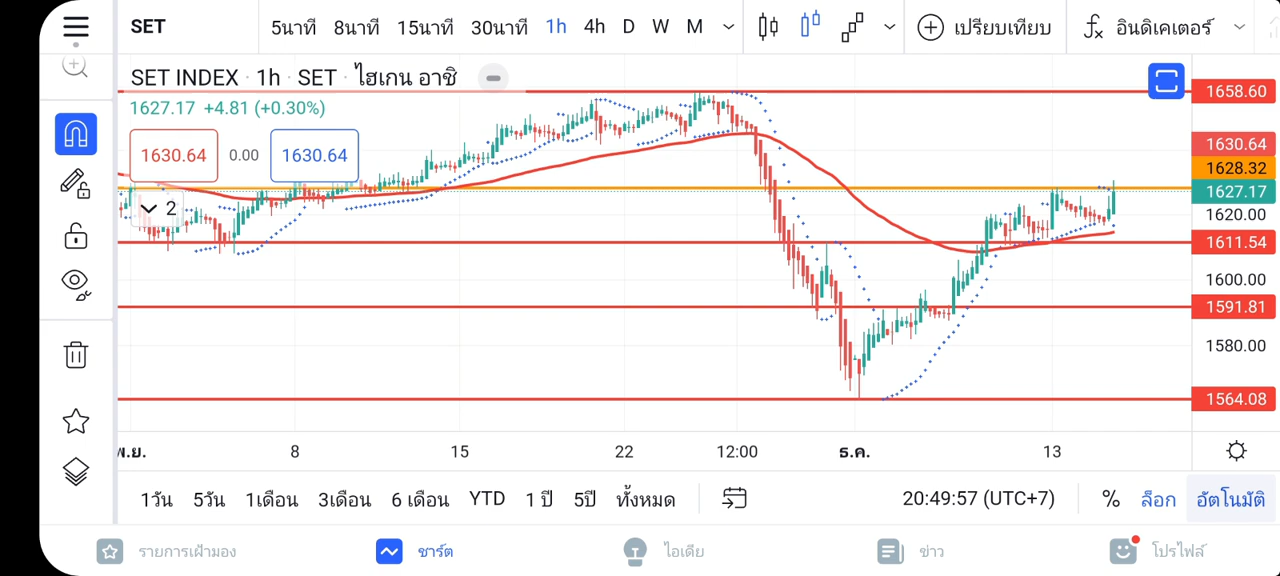 SET
5นาที 8นาที 15นาที 30นาที 1h 4h D W M เปรียบเทียบ fx อินดิเคเตอร์
SET INDEX · 1h · SET · ไฮเกน อาชิ
1627.17 +4.81 (+0.30%)
1630.64 0.00 1630.64
2
1658.60
1630.64
1628.32
1627.17
1620.00
1611.54
1600.00
1591.81
1580.00
1564.08
พ.ย. 8 15 22 12:00 ธ.ค. 13
1วัน 5วัน 1เดือน 3เดือน 6 เดือน YTD 1 ปี 5ปี ทั้งหมด 20:49:57 (UTC+7) % ล็อก อัตโนมัติ
รายการเฝ้ามอง ชาร์ต ไอเดีย ข่าว โปรไฟล์